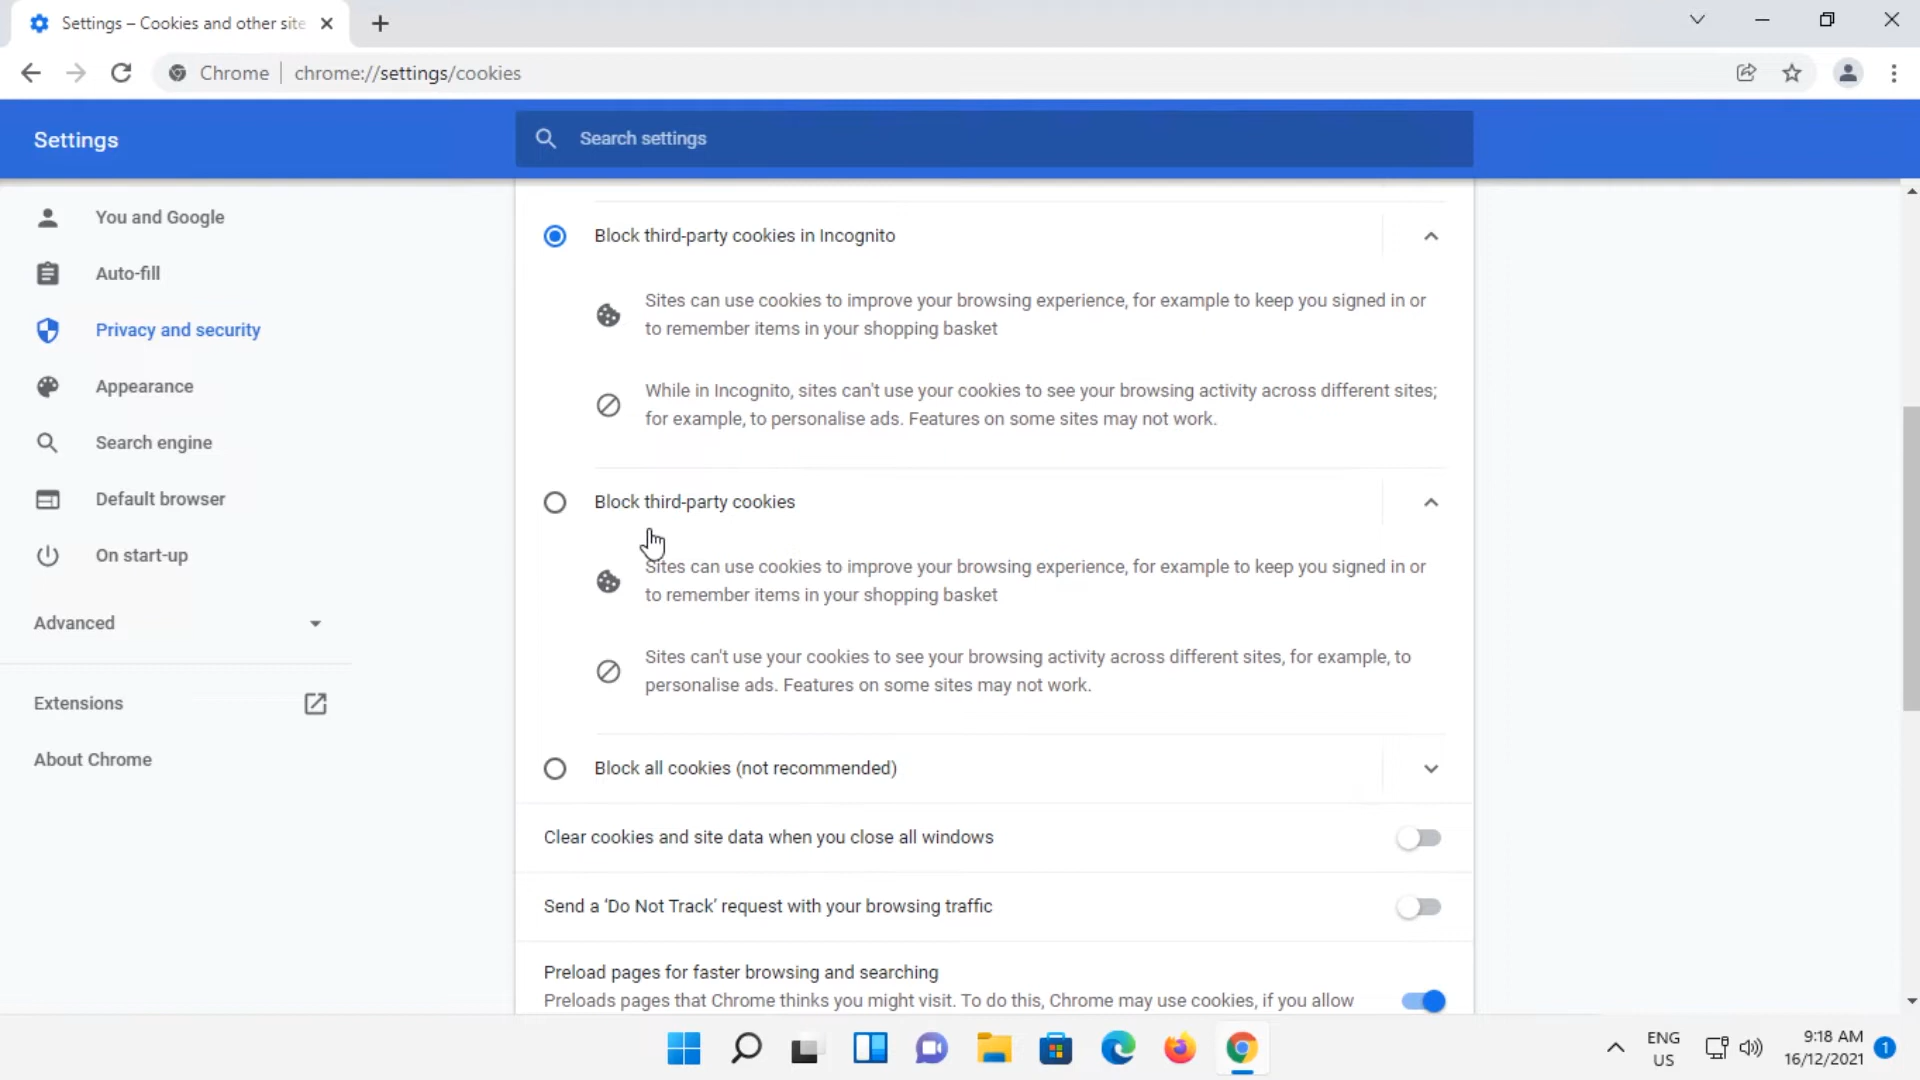 Settings – Cookies and other site
Chrome
chrome://settings/cookies
Settings
Search settings
You and Google
Auto-fill
Privacy and security
Appearance
Search engine
Default browser
On start-up
Advanced
Extensions
About Chrome
Block third-party cookies in Incognito
Sites can use cookies to improve your browsing experience, for example to keep you signed in or
to remember items in your shopping basket
While in Incognito, sites can't use your cookies to see your browsing activity across different sites;
for example, to personalise ads. Features on some sites may not work.
Block third-party cookies
Sites can use cookies to improve your browsing experience, for example to keep you signed in or
to remember items in your shopping basket
Sites can't use your cookies to see your browsing activity across different sites, for example, to
personalise ads. Features on some sites may not work.
Block all cookies (not recommended)
Clear cookies and site data when you close all windows
Send a 'Do Not Track' request with your browsing traffic
Preload pages for faster browsing and searching
Preloads pages that Chrome thinks you might visit. To do this, Chrome may use cookies, if you allow
ENG
US
9:18 AM
16/12/2021
1